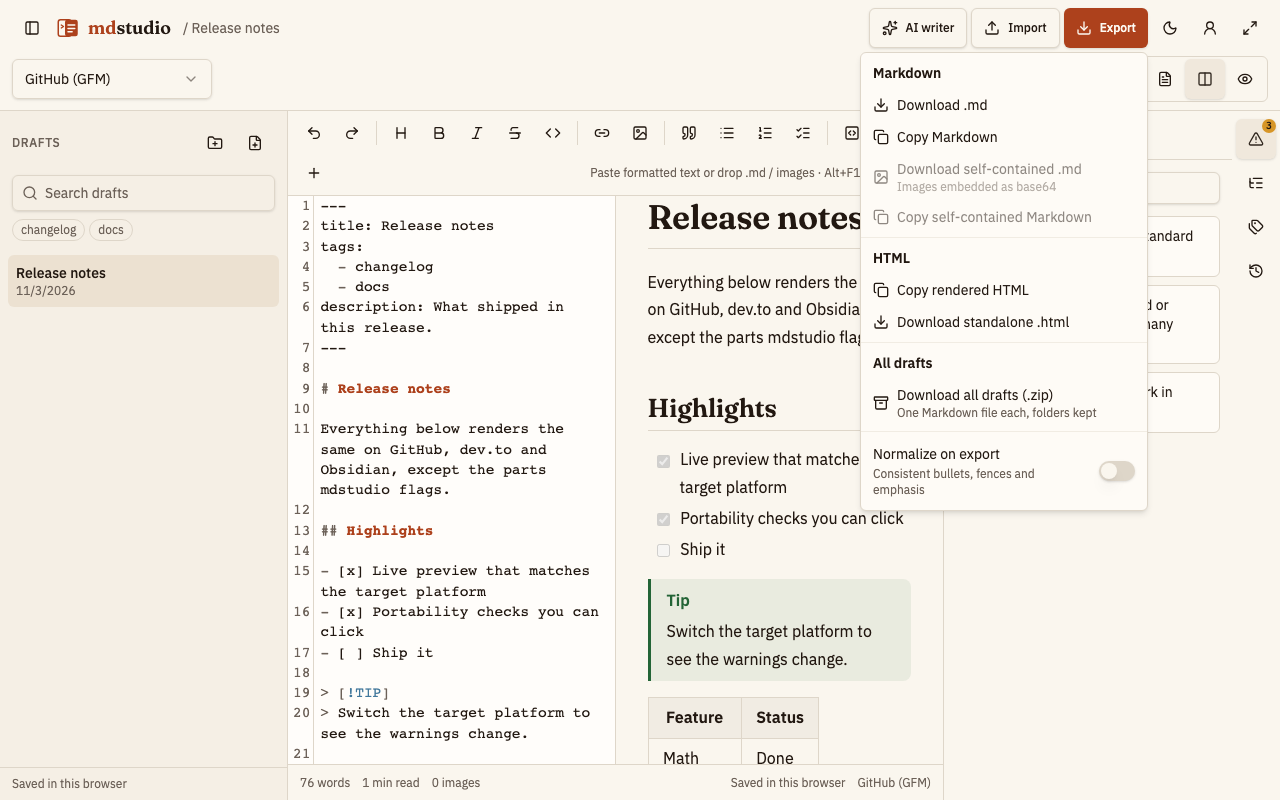 mdstudio / Release notes
AI writer
Import
Export
GitHub (GFM)
Markdown
Download .md
Copy Markdown
Download self-contained .md
Images embedded as base64
Copy self-contained Markdown
HTML
Copy rendered HTML
Download standalone .html
All drafts
Download all drafts (.zip)
One Markdown file each, folders kept
Normalize on export
Consistent bullets, fences and
emphasis
3
DRAFTS
Search drafts
changelog
docs
Release notes
11/3/2026
Saved in this browser
Paste formatted text or drop .md / images · Alt+F1
1 ---
2 title: Release notes
3 tags:
4   - changelog
5   - docs
6 description: What shipped in
this release.
7 ---
8
9 # Release notes
10
11 Everything below renders the
same on GitHub, dev.to and
Obsidian, except the parts
mdstudio flags.
12
13 ## Highlights
14
15 - [x] Live preview that matches
the target platform
16 - [x] Portability checks you can
click
17 - [ ] Ship it
18
19 > [!TIP]
20 > Switch the target platform to
see the warnings change.
21
Release notes
Everything below renders the
on GitHub, dev.to and
except the parts mdstudio
Highlights
Live preview that
target platform
Portability checks you can click
Ship it
Tip
Switch the target platform to
see the warnings change.
Feature Status
Math Done
or
rk in
76 words 1 min read 0 images
Saved in this browser GitHub (GFM)